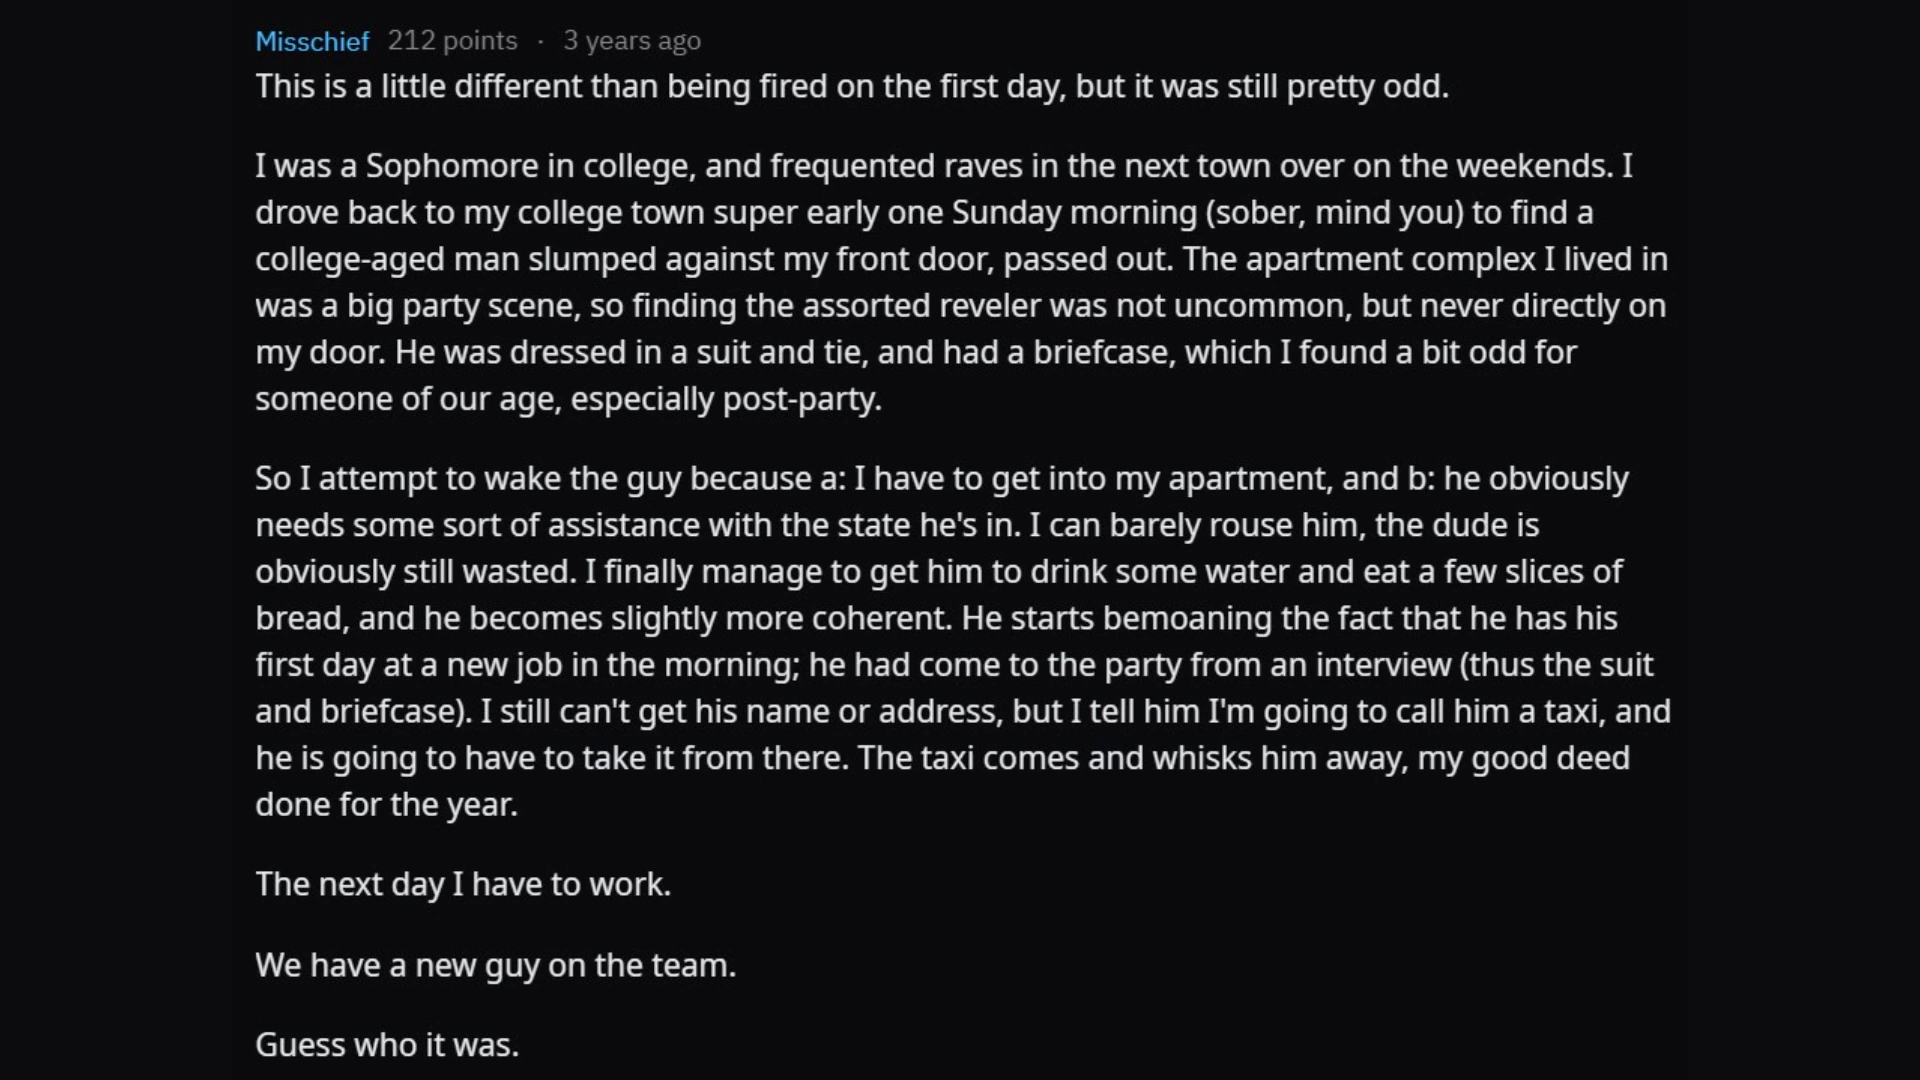 Misschief 212 points · 3 years ago
This is a little different than being fired on the first day, but it was still pretty odd.
I was a Sophomore in college, and frequented raves in the next town over on the weekends. I
drove back to my college town super early one Sunday morning (sober, mind you) to find a
college-aged man slumped against my front door, passed out. The apartment complex I lived in
was a big party scene, so finding the assorted reveler was not uncommon, but never directly on
my door. He was dressed in a suit and tie, and had a briefcase, which I found a bit odd for
someone of our age, especially post-party.
So I attempt to wake the guy because a: I have to get into my apartment, and b: he obviously
needs some sort of assistance with the state he's in. I can barely rouse him, the dude is
obviously still wasted. I finally manage to get him to drink some water and eat a few slices of
bread, and he becomes slightly more coherent. He starts bemoaning the fact that he has his
first day at a new job in the morning; he had come to the party from an interview (thus the suit
and briefcase). I still can't get his name or address, but I tell him I'm going to call him a taxi, and
he is going to have to take it from there. The taxi comes and whisks him away, my good deed
done for the year.
The next day I have to work.
We have a new guy on the team.
Guess who it was.